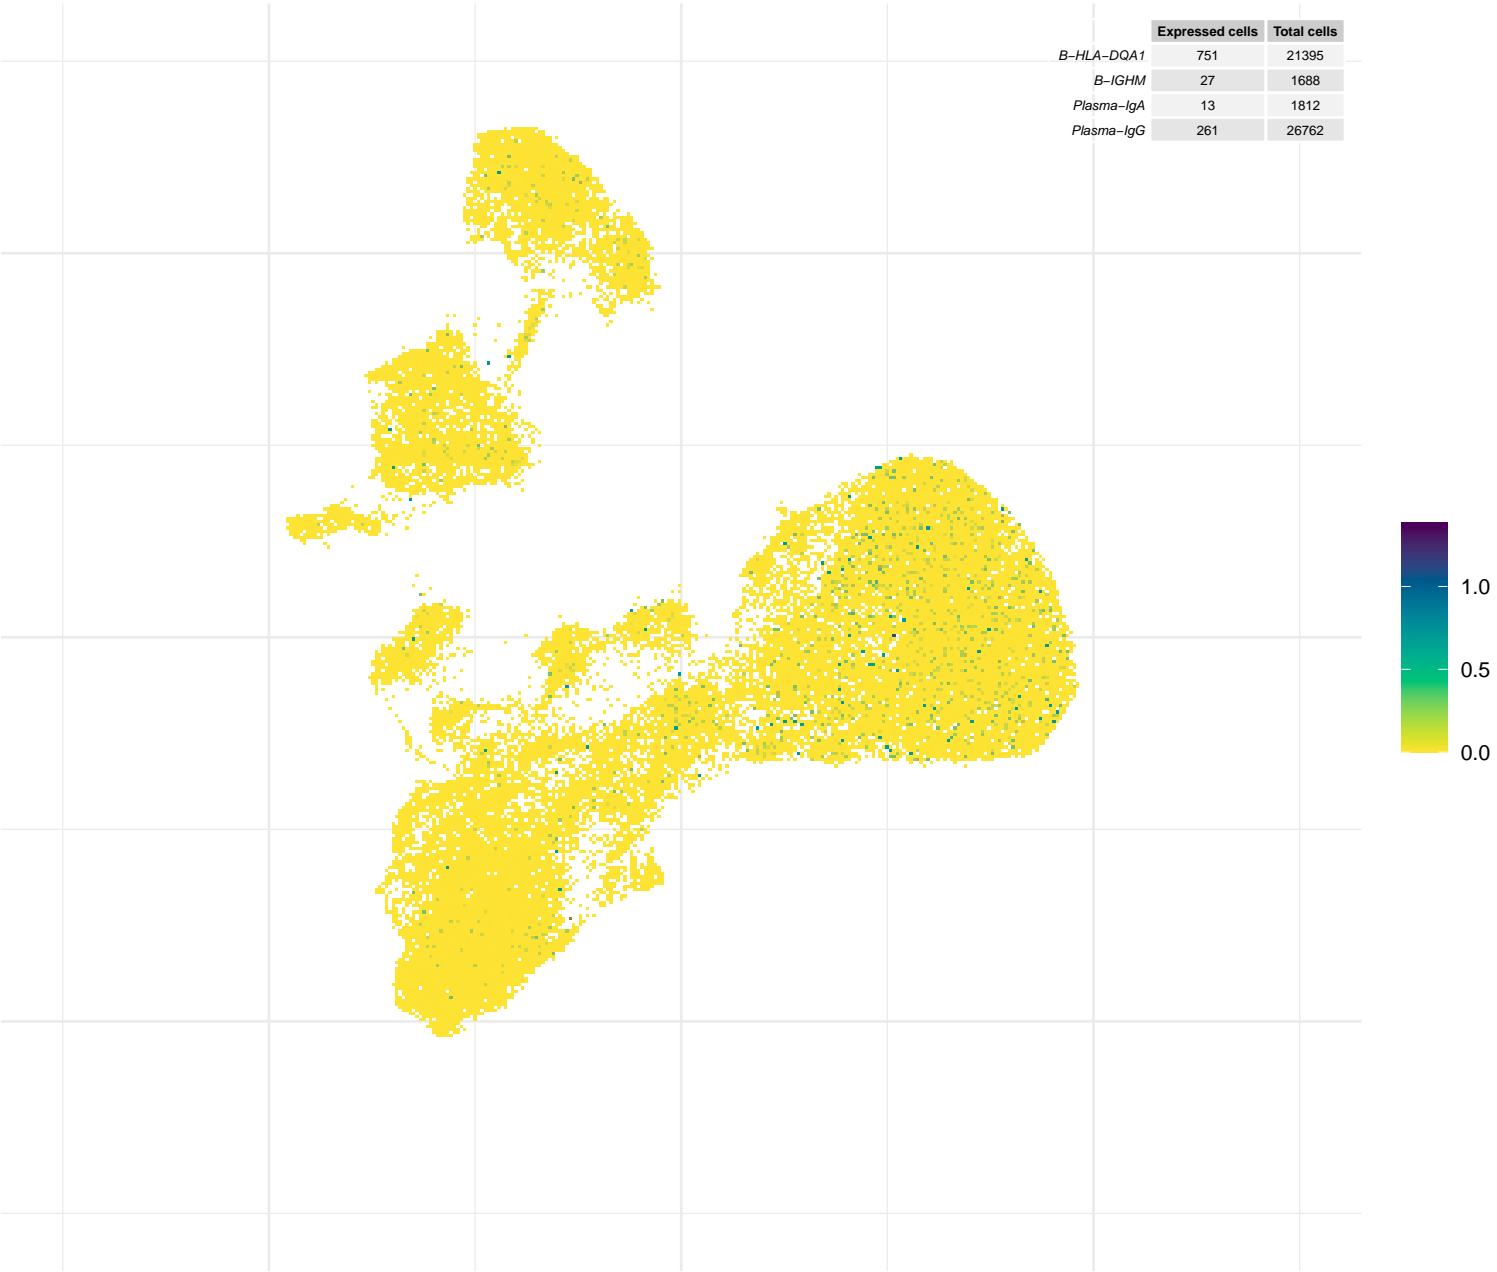 Expressed cells Total cells
B−HLA−DQA1 751 21395
B−IGHM 27 1688
Plasma−IgA 13 1812
Plasma−IgG 261 26762
1.0
0.5
0.0